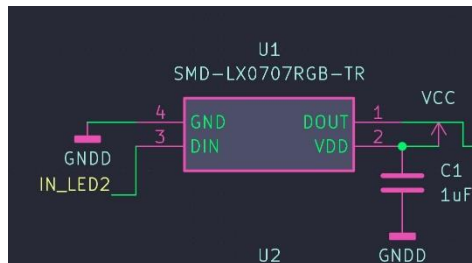 U1
SMD-LX0707RGB-TR
4 GND DOUT 1 VCC
3 DIN VDD 2
GNDD
IN_LED2
C1
1uF
U2
GNDD